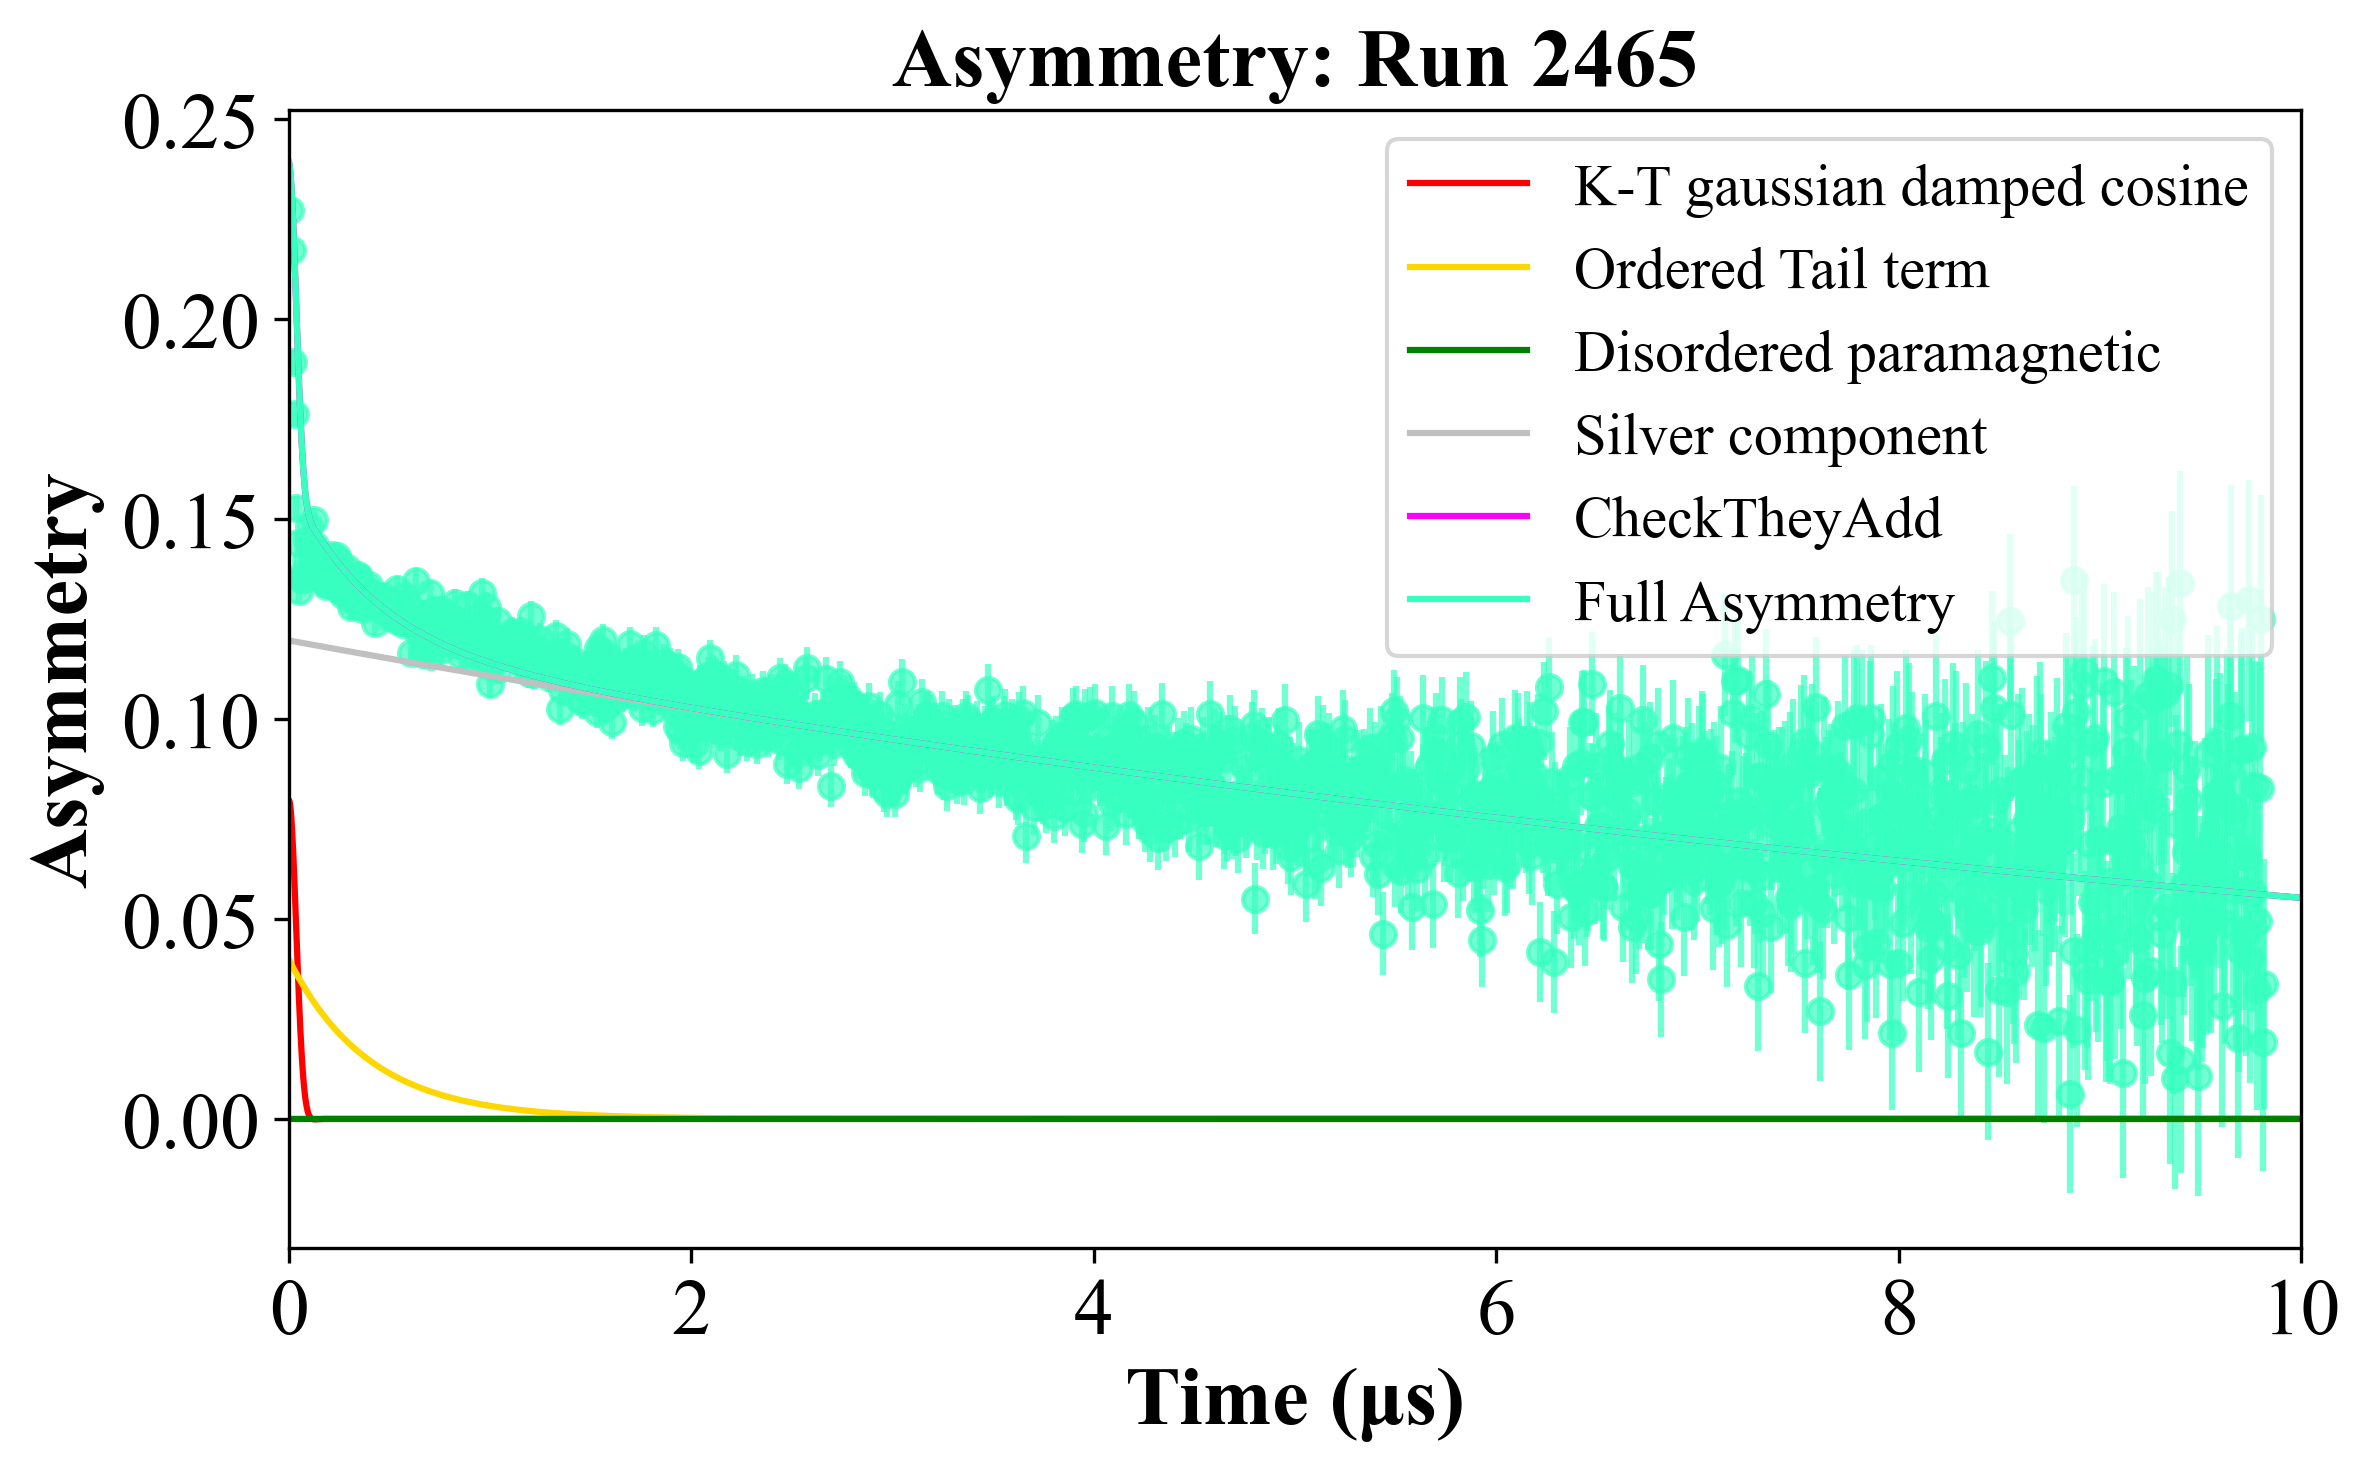 Asymmetry: Run 2465
0.25
0.20
0.15
0.10
0.05
0.00
Asymmetry
K-T gaussian damped cosine
Ordered Tail term
Disordered paramagnetic
Silver component
CheckTheyAdd
Full Asymmetry
0 2 4 6 8 10
Time (μs)